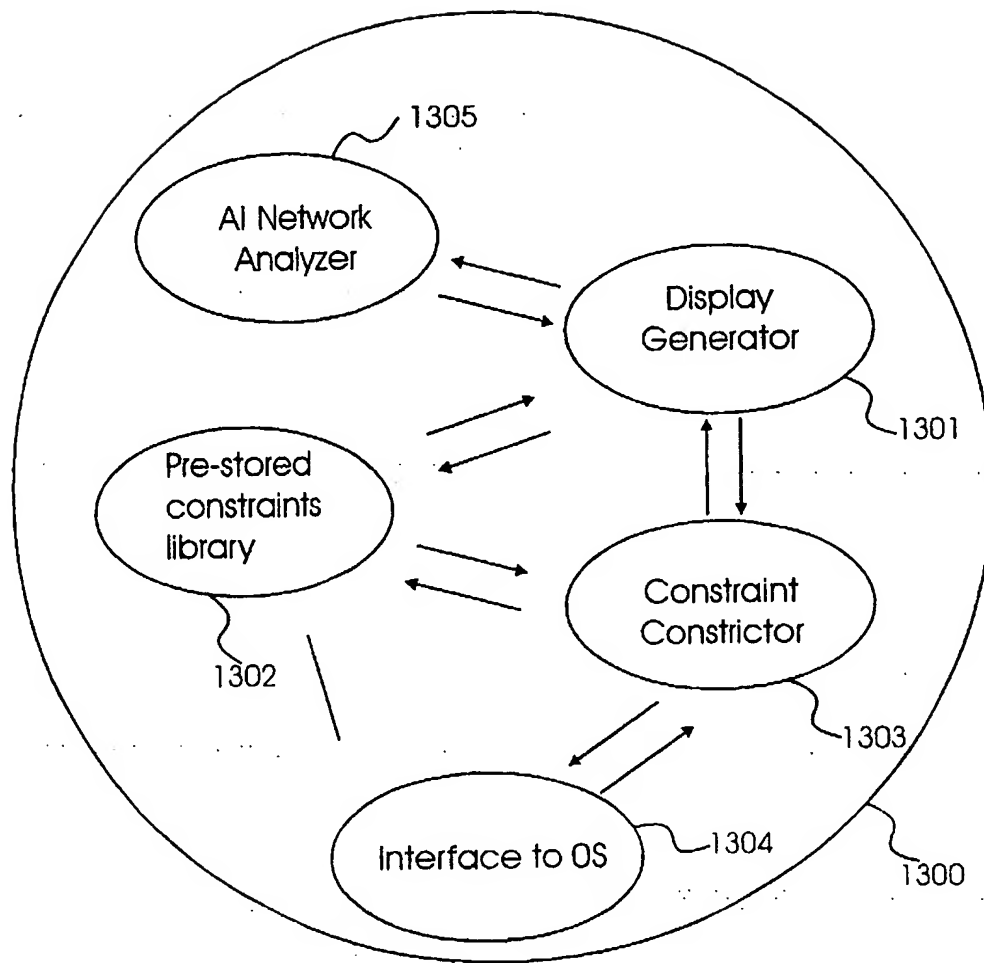 1305
AI Network
Analyzer
Display
Generator
1301
Pre-stored
constraints
library
1302
Constraint
Constrictor
1303
Interface to OS
1304
1300